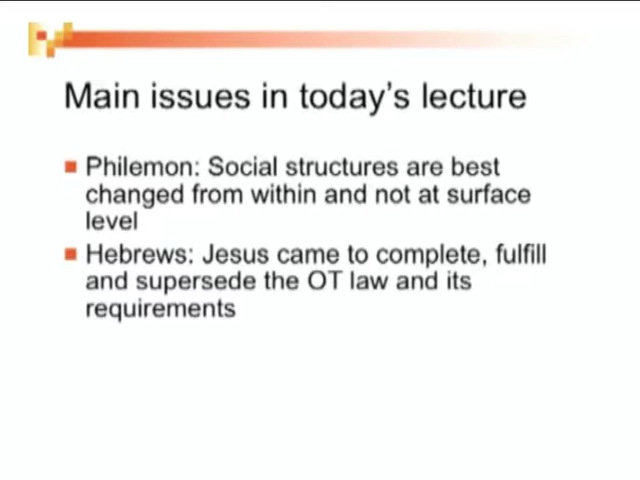 Main issues in today's lecture
Philemon: Social structures are best
changed from within and not at surface
level
Hebrews: Jesus came to complete, fulfill
and supersede the OT law and its
requirements